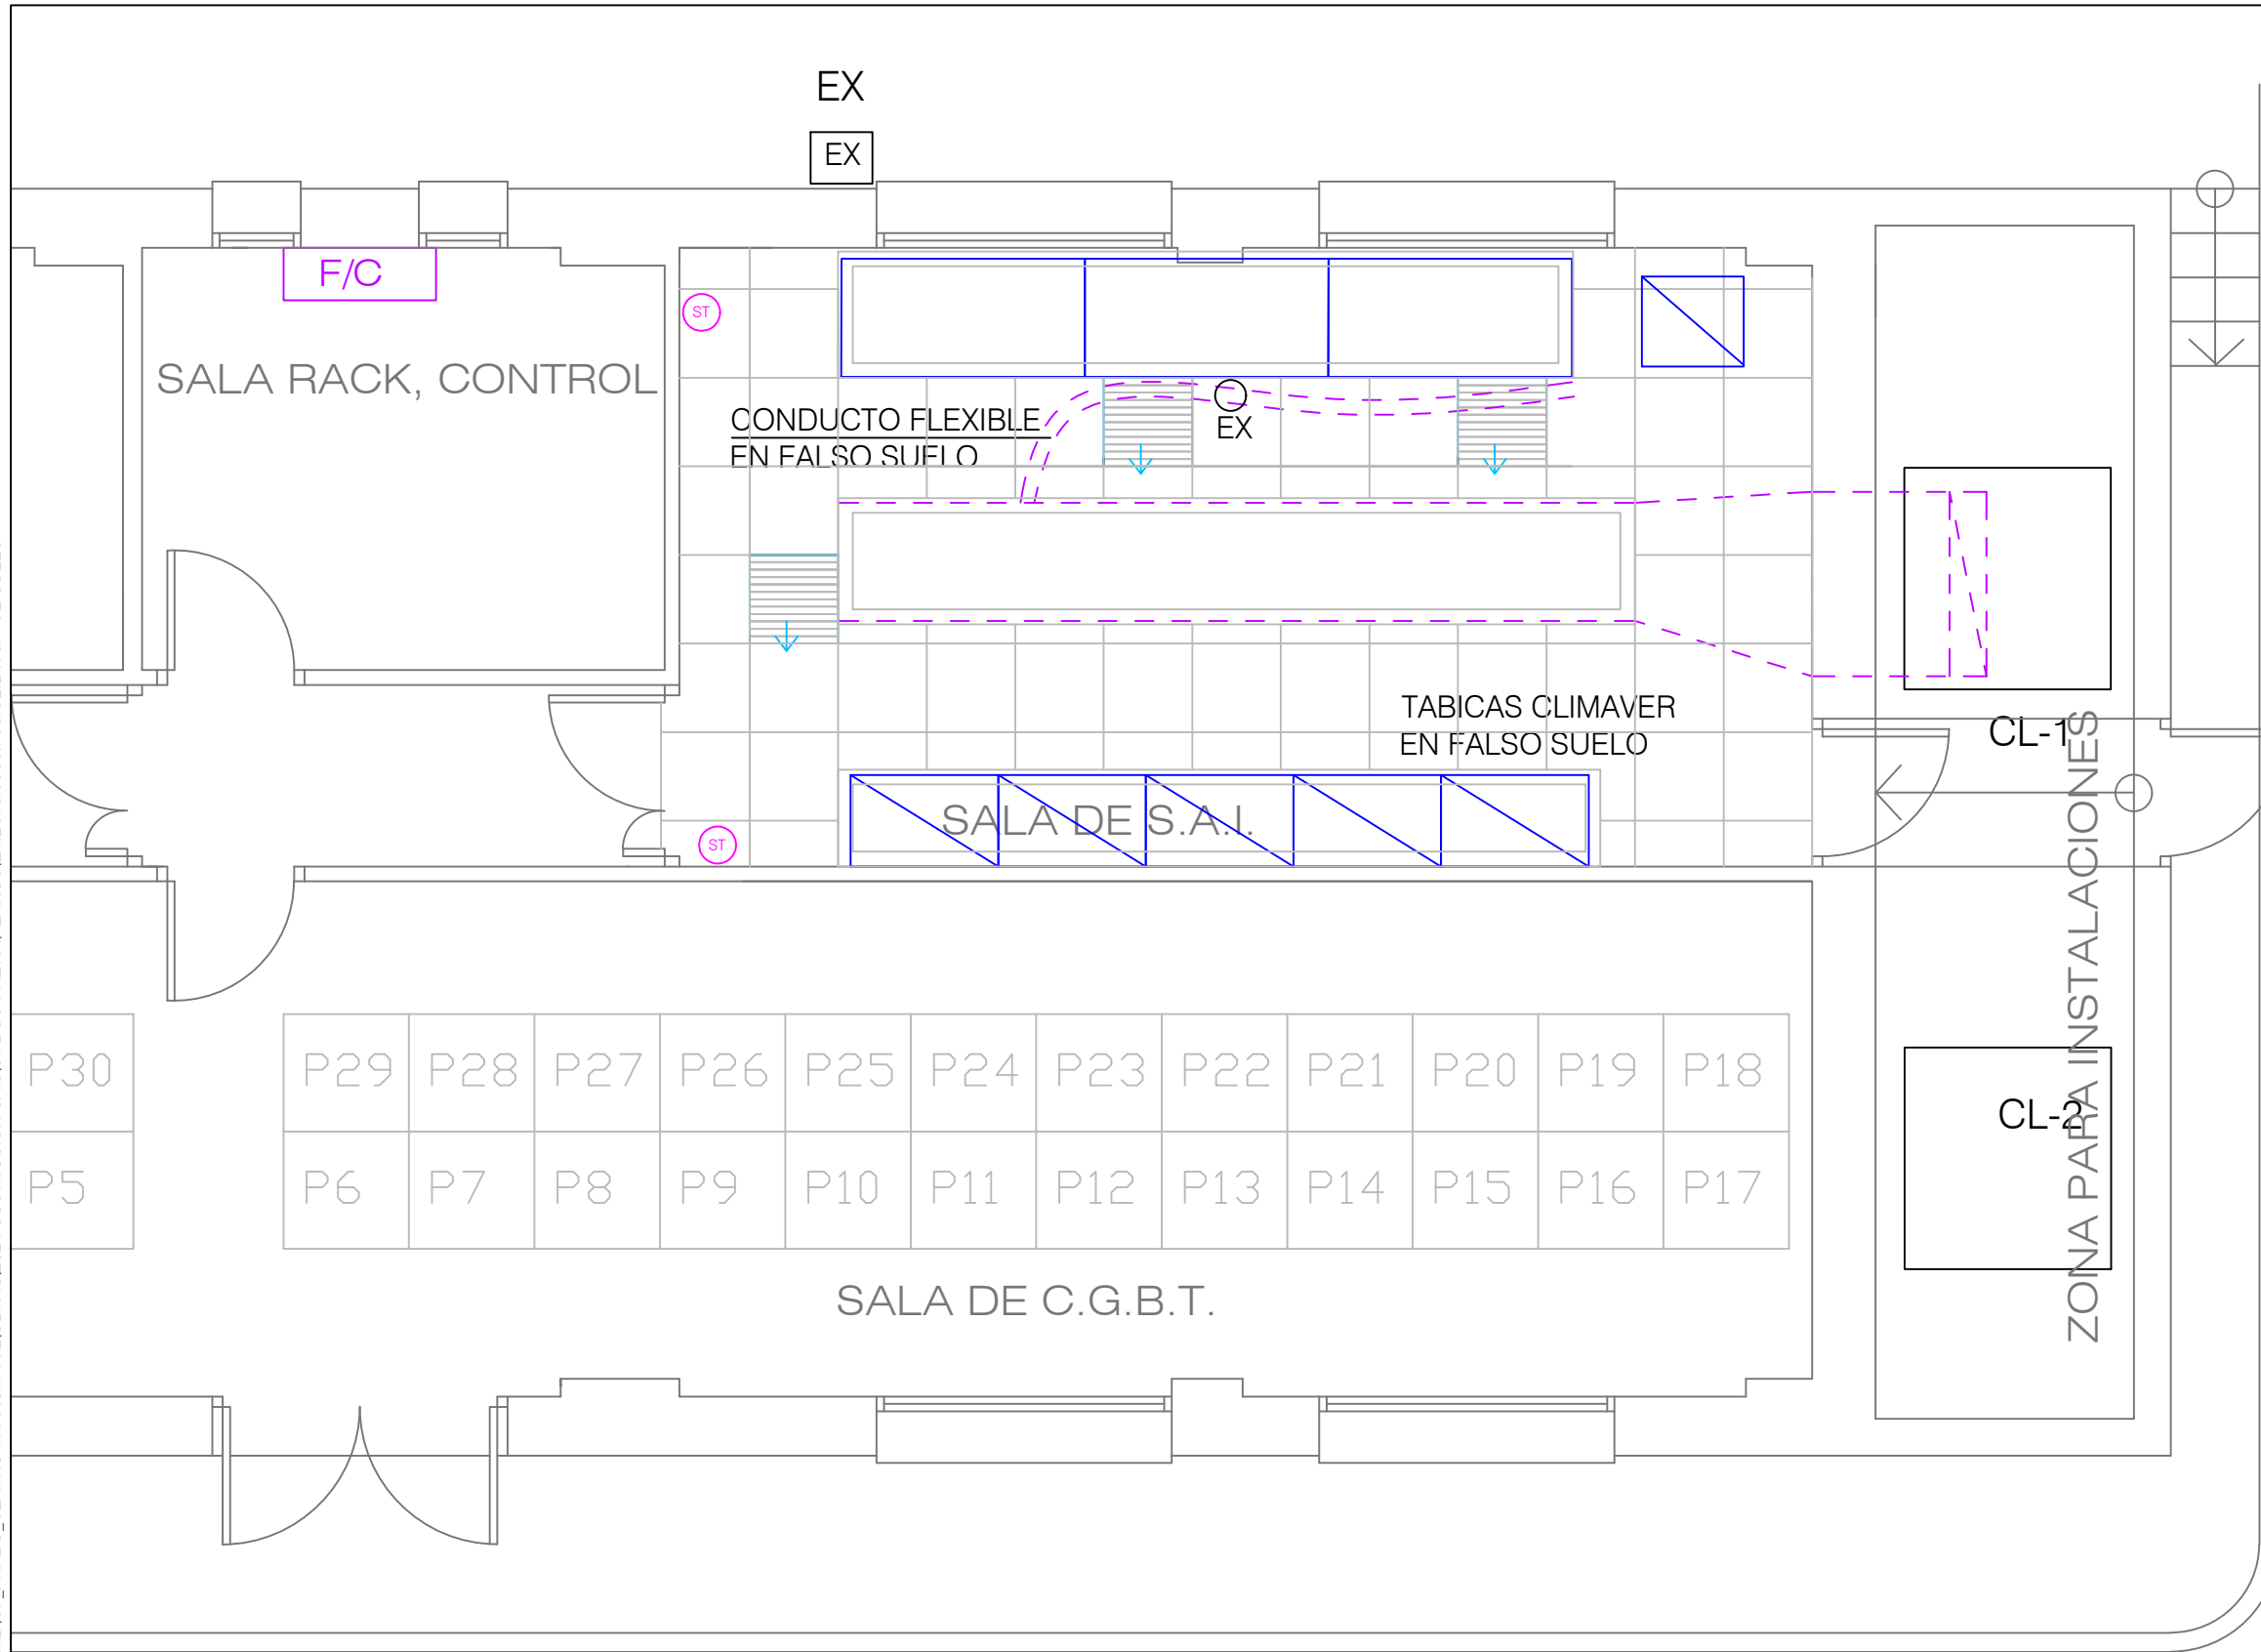 EX
EX
F/C
ST
SALA RACK, CONTROL
CONDUCTO FLEXIBLE
EN FALSO SUELO
EX
TABICAS CLIMAVER
EN FALSO SUELO
CL-1
SALA DE S.A.I.
ST
ZONA PARA INSTALACIONES
CL-2
P30 P29 P28 P27 P26 P25 P24 P23 P22 P21 P20 P19 P18
P5 P6 P7 P8 P9 P10 P11 P12 P13 P14 P15 P16 P17
SALA DE C.G.B.T.